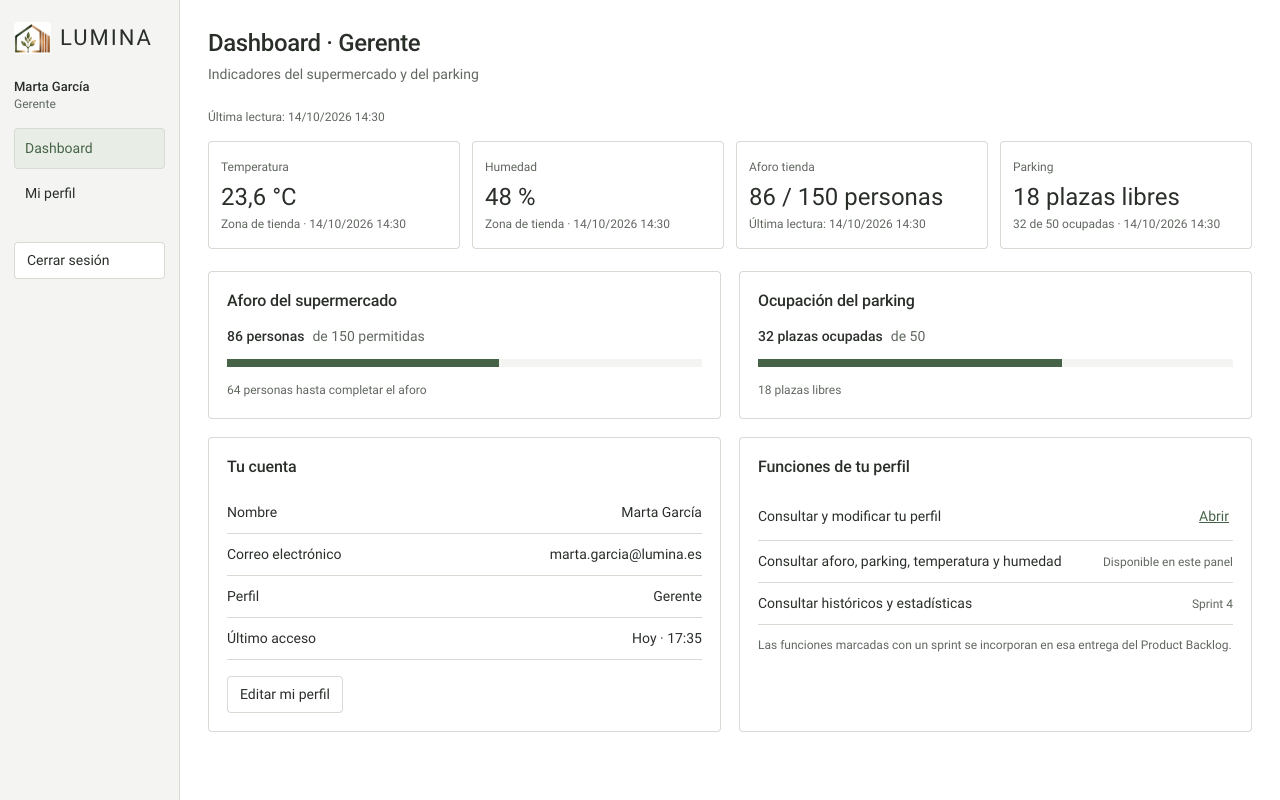 LUMINA
Marta García
Gerente
Dashboard
Mi perfil
Cerrar sesión
Dashboard · Gerente
Indicadores del supermercado y del parking
Última lectura: 14/10/2026 14:30
Temperatura
23,6 °C
Zona de tienda · 14/10/2026 14:30
Humedad
48 %
Zona de tienda · 14/10/2026 14:30
Aforo tienda
86 / 150 personas
Última lectura: 14/10/2026 14:30
Parking
18 plazas libres
32 de 50 ocupadas · 14/10/2026 14:30
Aforo del supermercado
86 personas de 150 permitidas
64 personas hasta completar el aforo
Ocupación del parking
32 plazas ocupadas de 50
18 plazas libres
Tu cuenta
Nombre Marta García
Correo electrónico marta.garcia@lumina.es
Perfil Gerente
Último acceso Hoy · 17:35
Editar mi perfil
Funciones de tu perfil
Consultar y modificar tu perfil Abrir
Consultar aforo, parking, temperatura y humedad Disponible en este panel
Consultar históricos y estadísticas Sprint 4
Las funciones marcadas con un sprint se incorporan en esa entrega del Product Backlog.